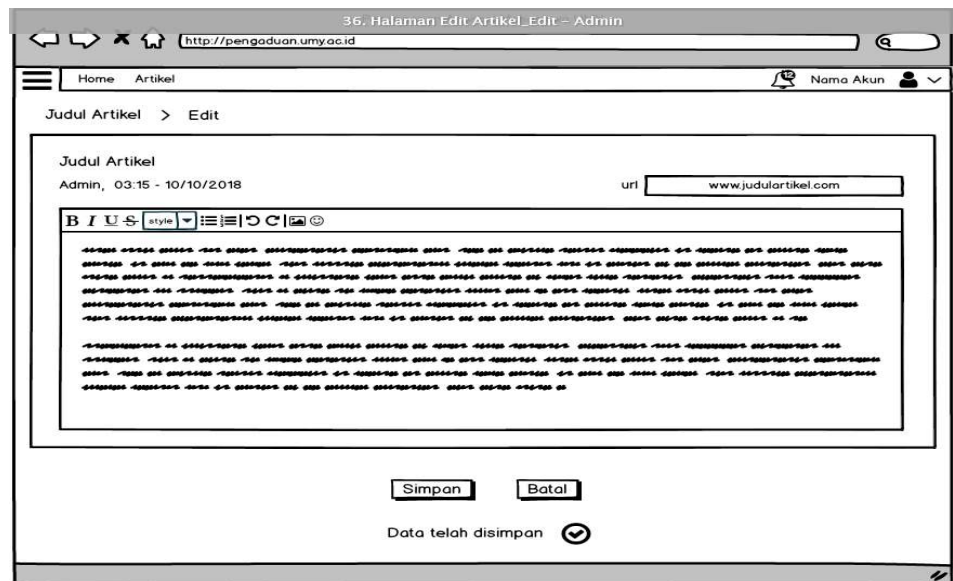 36. Halaman Edit Artikel_Edit – Admin
http://pengaduan.umy.ac.id
Home Artikel 12 Nama Akun
Judul Artikel > Edit
Judul Artikel
Admin, 03:15 - 10/10/2018 url www.judulartikel.com
B I U S style
Simpan Batal
Data telah disimpan